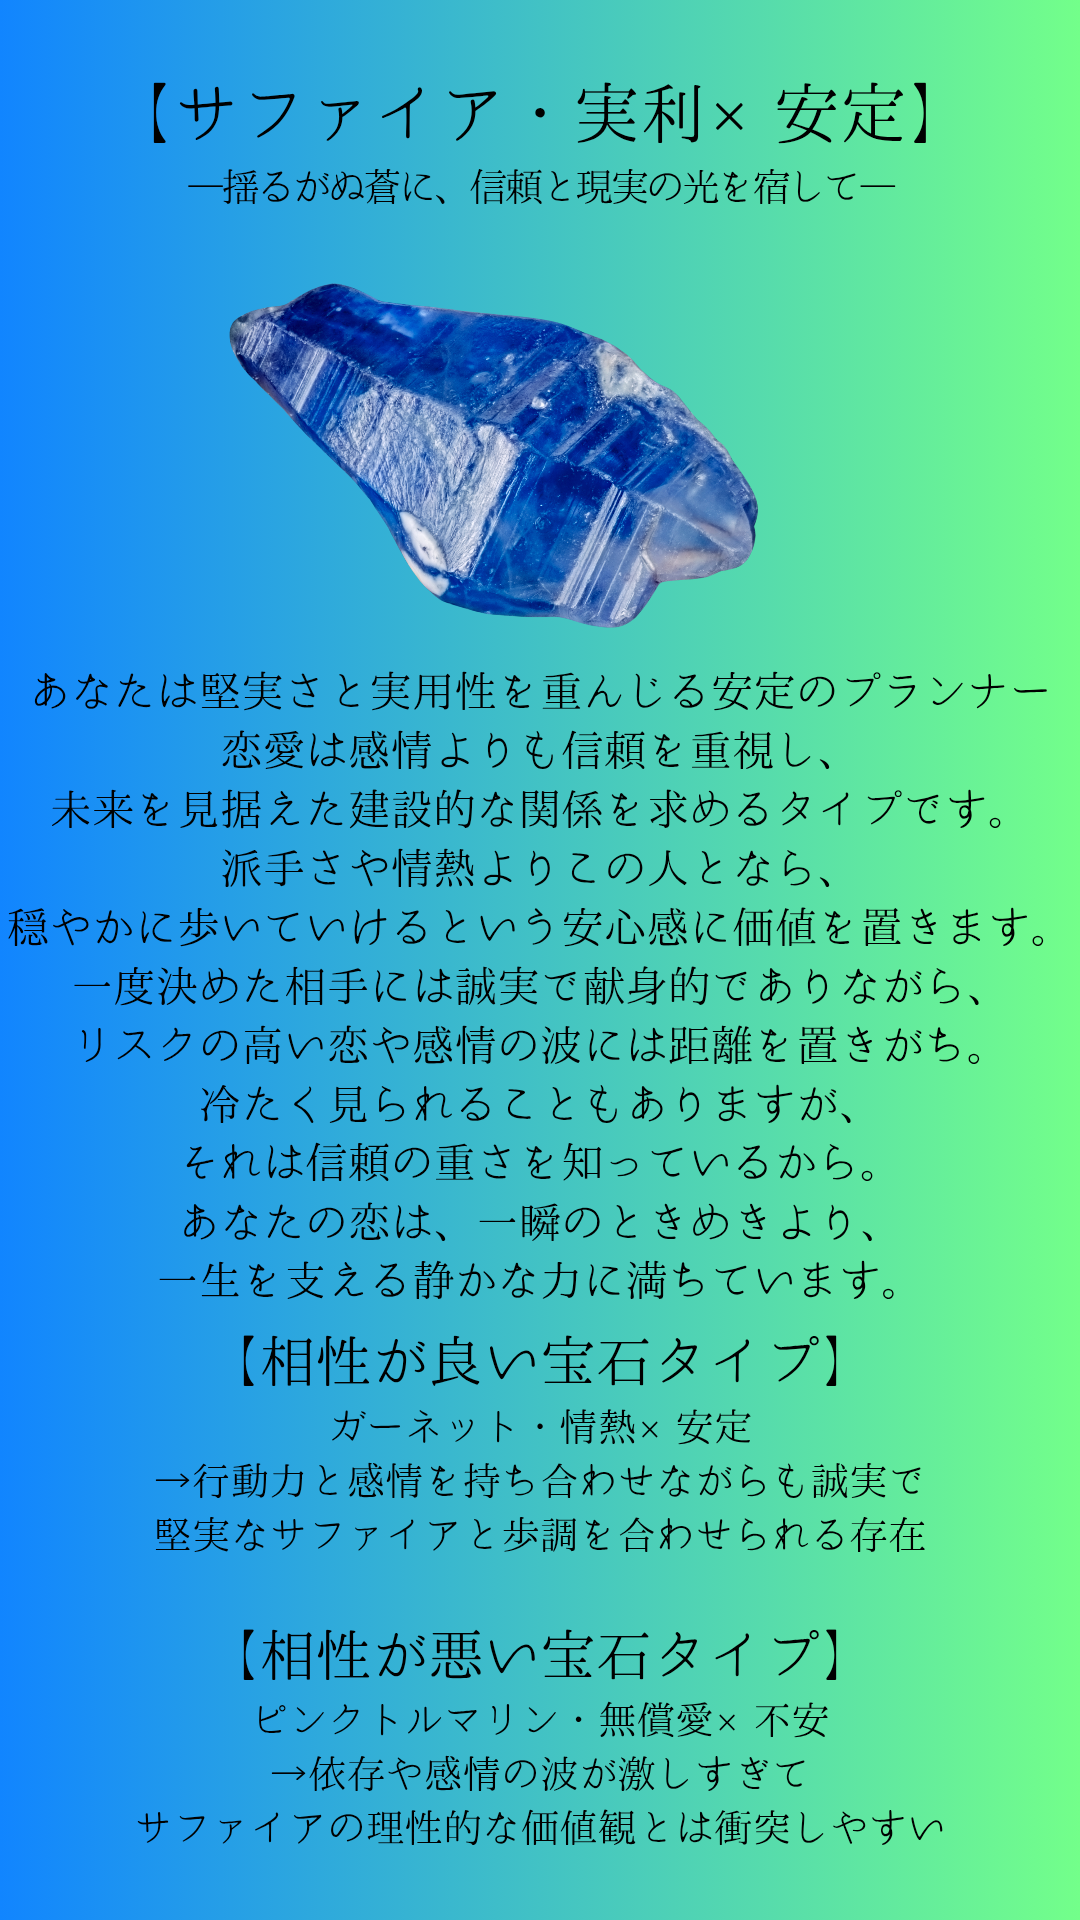 【サファイア・実利× 安定】
―揺るがぬ蒼に、信頼と現実の光を宿して―
あなたは堅実さと実用性を重んじる安定のプランナー
恋愛は感情よりも信頼を重視し、
未来を見据えた建設的な関係を求めるタイプです。
派手さや情熱よりこの人となら、
穏やかに歩いていけるという安心感に価値を置きます。
一度決めた相手には誠実で献身的でありながら、
リスクの高い恋や感情の波には距離を置きがち。
冷たく見られることもありますが、
それは信頼の重さを知っているから。
あなたの恋は、一瞬のときめきより、
一生を支える静かな力に満ちています。
【相性が良い宝石タイプ】
ガーネット・情熱× 安定
→行動力と感情を持ち合わせながらも誠実で
堅実なサファイアと歩調を合わせられる存在
【相性が悪い宝石タイプ】
ピンクトルマリン・無償愛× 不安
→依存や感情の波が激しすぎて
サファイアの理性的な価値観とは衝突しやすい